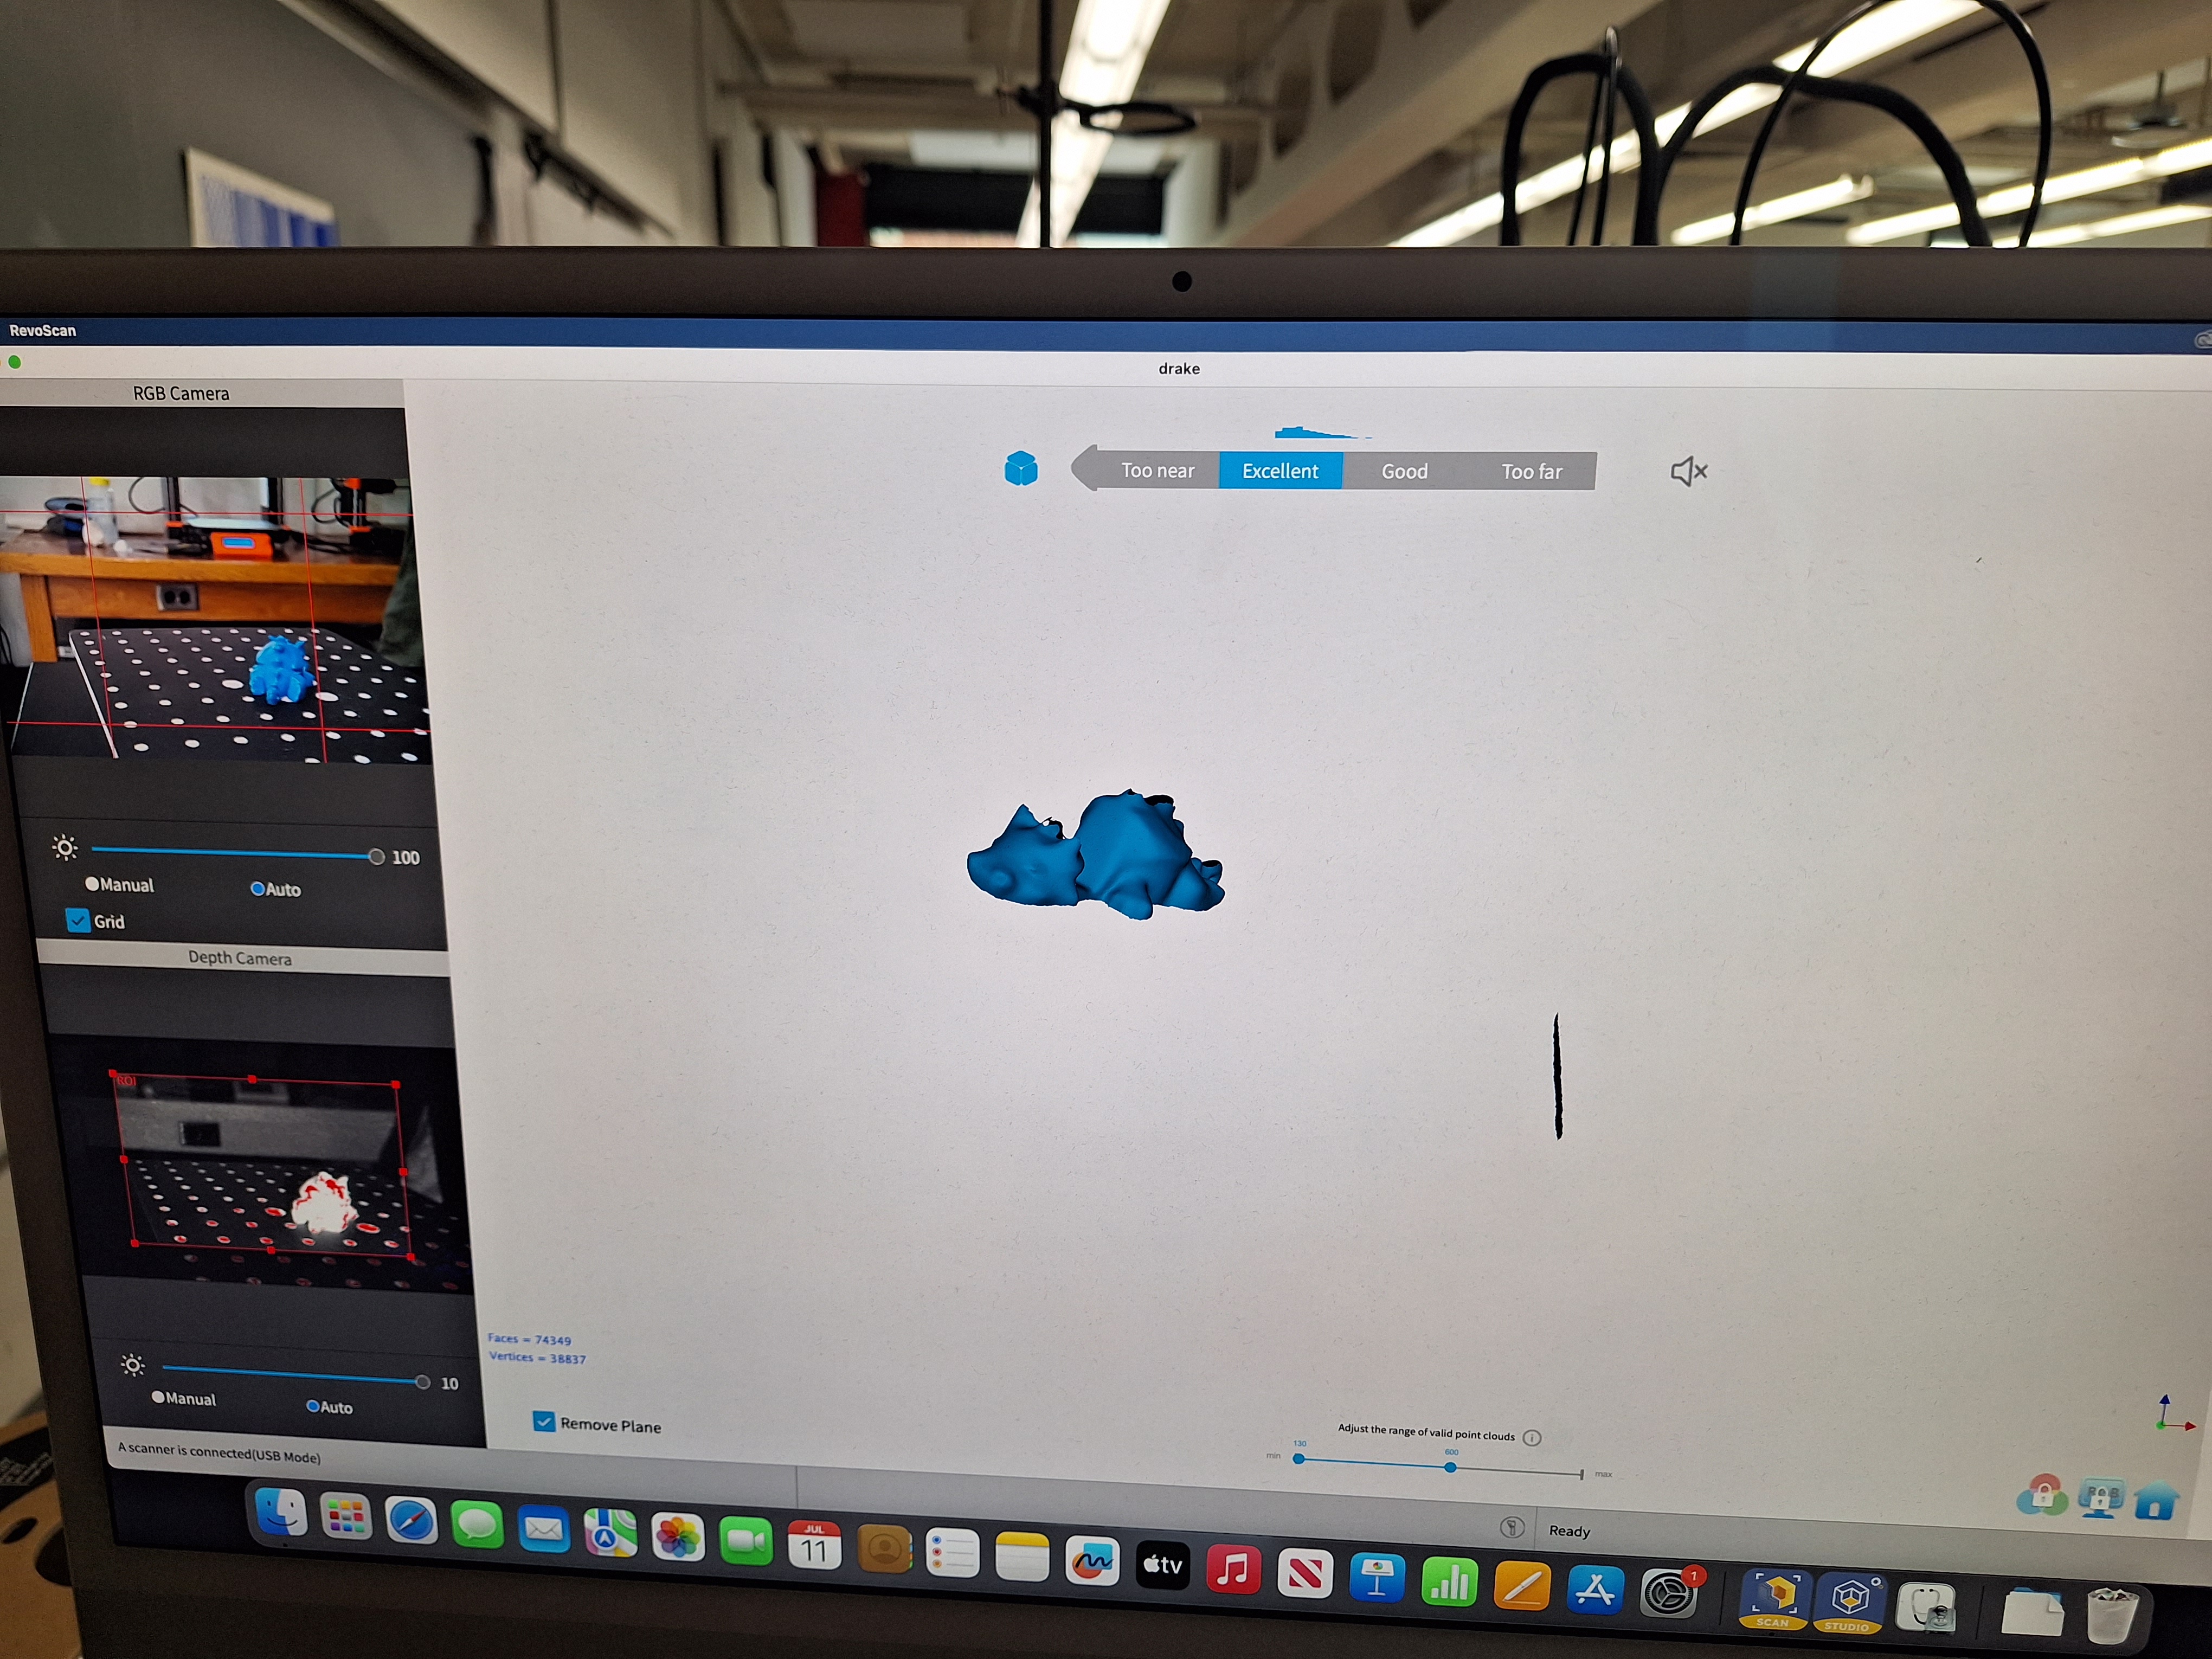 RevoScan
drake
RGB Camera
Too near
Excellent
Good
Too far
100
Manual
Auto
Grid
Depth Camera
ROI
10
Manual
Auto
Faces = 74349
Vertices = 38837
Remove Plane
Adjust the range of valid point clouds
min
130
600
max
A scanner is connected(USB Mode)
Ready
JUL
11
tv
1
SCAN
STUDIO